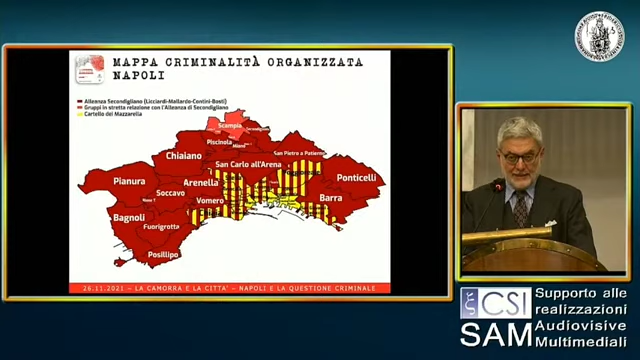 MAPPA CRIMINALITÀ ORGANIZZATA
NAPOLI
Alleanza Secondigliano (Licciardi-Mallardo-Contini-Bosti)
Gruppi in stretta relazione con l'Alleanza di Secondigliano
Cartello dei Mazzarella
Scampia
Secondigliano
Piscinola
Miano
San Pietro a Patierno
Chiaiano
San Carlo all'Arena
Pianura
Arenella
Ponticelli
Soccavo
Vomero
Barra
Bagnoli
Fuorigrotta
Posillipo
26.11.2021 – LA CAMORRA E LA CITTA' – NAPOLI E LA QUESTIONE CRIMINALE
CSI
SAM
Supporto alle
realizzazioni
Audiovisive
Multimediali